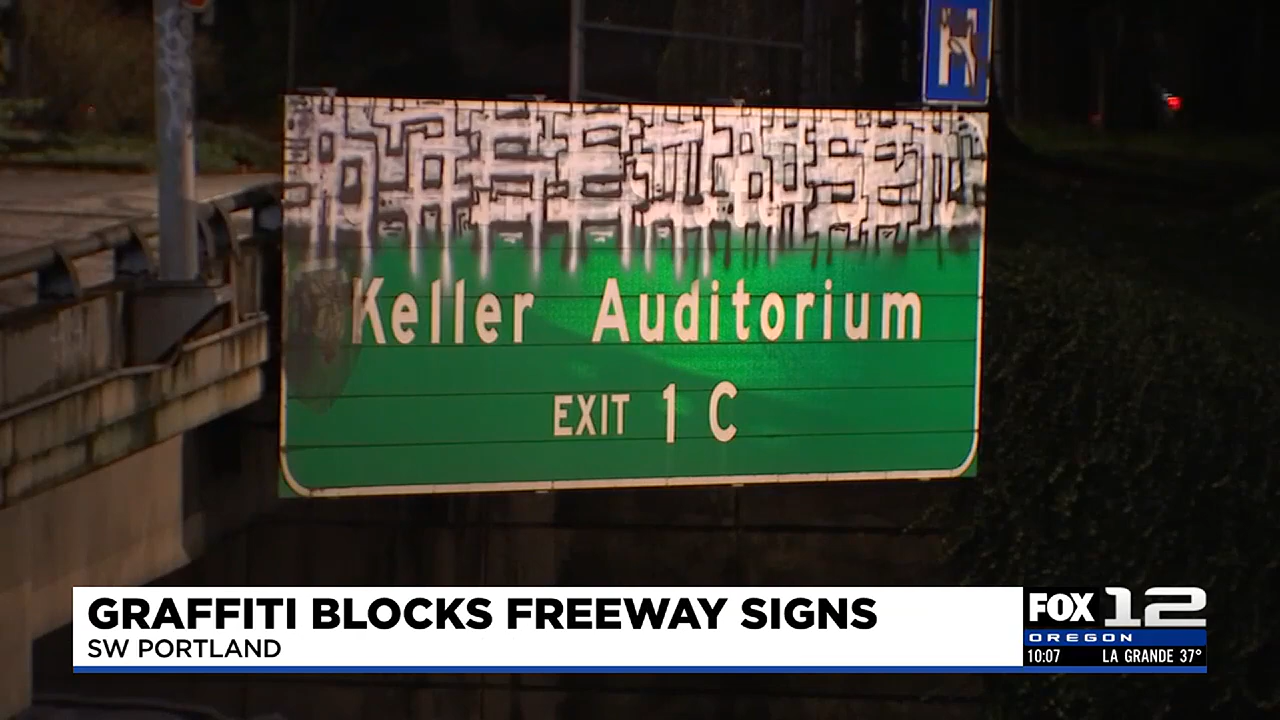 Keller Auditorium
EXIT 1 C
GRAFFITI BLOCKS FREEWAY SIGNS
SW PORTLAND
FOX 12
OREGON
10:07 LA GRANDE 37°